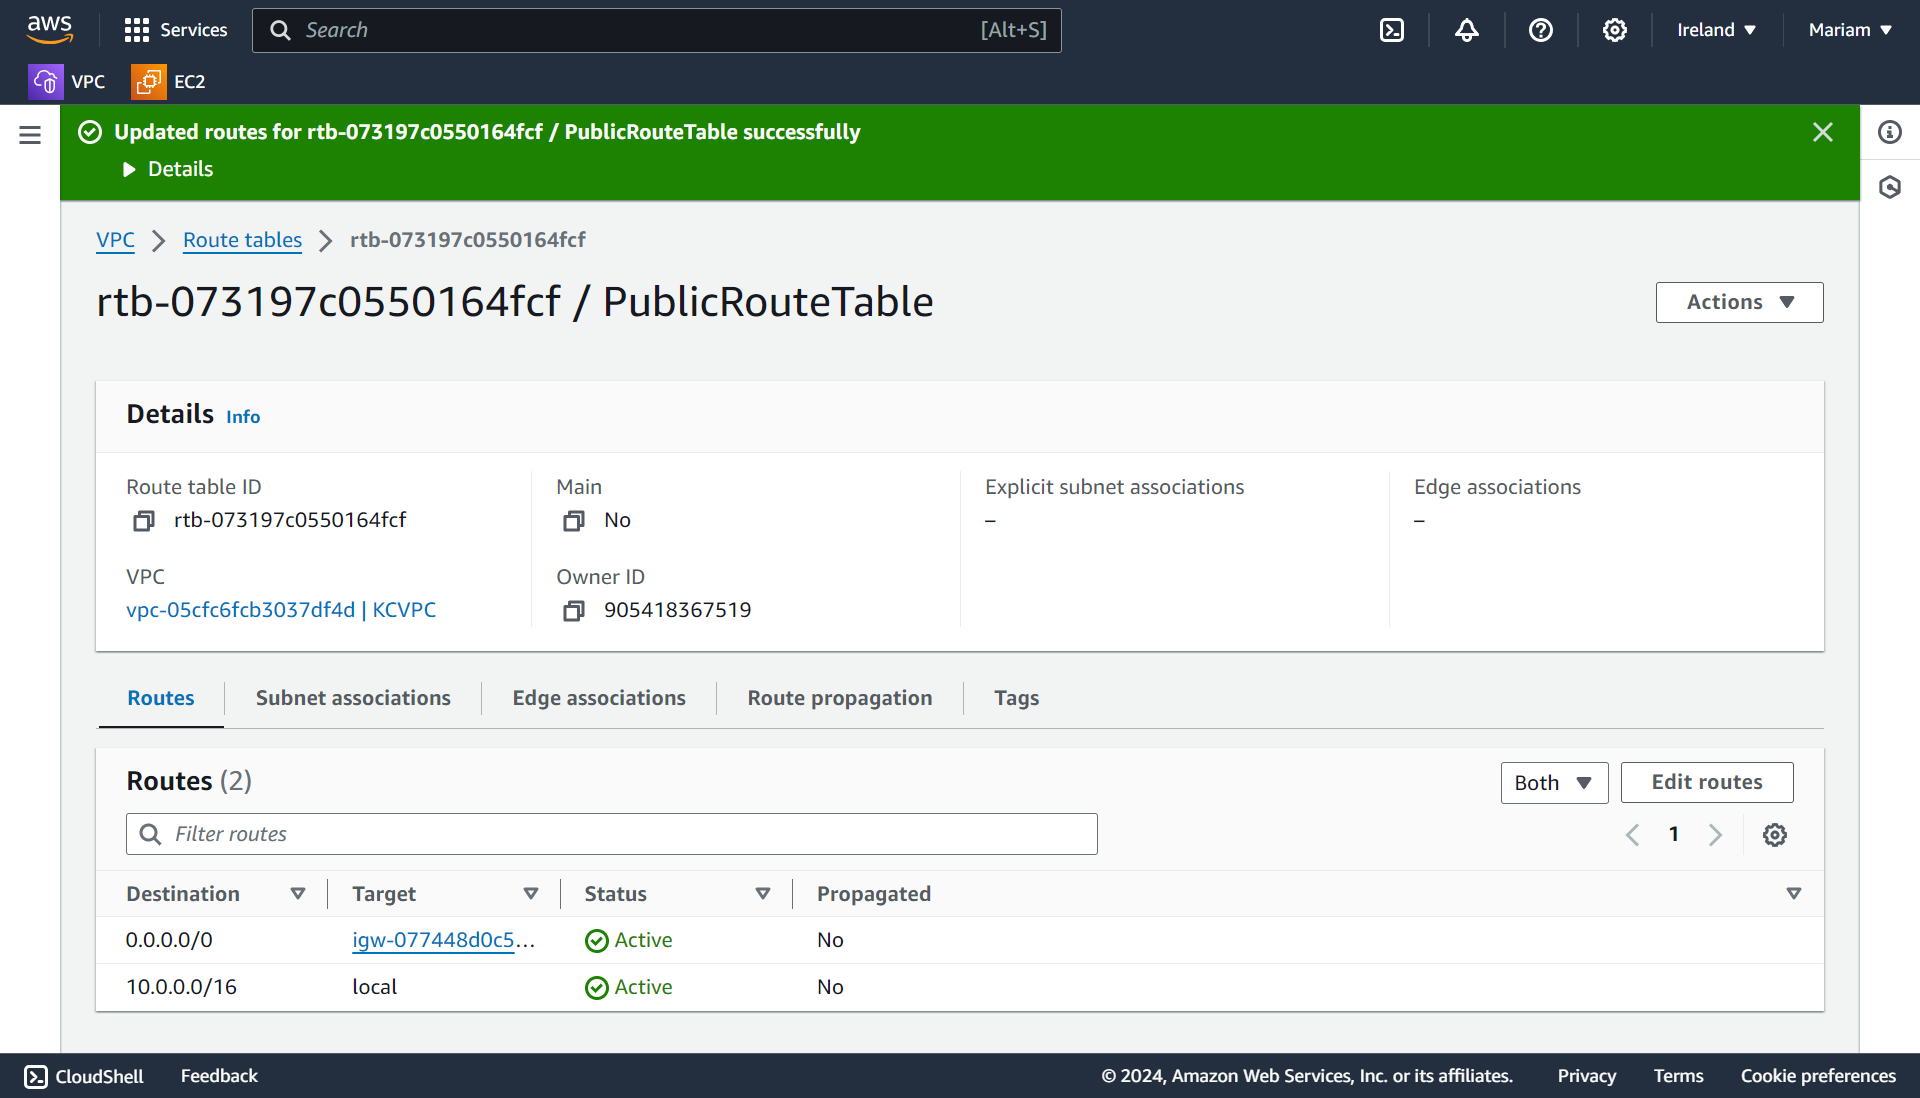 aws Services Search [Alt+S] Ireland Mariam
VPC EC2
Updated routes for rtb-073197c0550164fcf / PublicRouteTable successfully
Details
VPC Route tables rtb-073197c0550164fcf
rtb-073197c0550164fcf / PublicRouteTable
Actions
Details Info
Route table ID Main Explicit subnet associations Edge associations
rtb-073197c0550164fcf No – –
VPC Owner ID
vpc-05cfc6fcb3037df4d | KCVPC 905418367519
Routes Subnet associations Edge associations Route propagation Tags
Routes (2) Both Edit routes
Filter routes 1
Destination Target Status Propagated
0.0.0.0/0 igw-077448d0c5... Active No
10.0.0.0/16 local Active No
CloudShell Feedback © 2024, Amazon Web Services, Inc. or its affiliates. Privacy Terms Cookie preferences